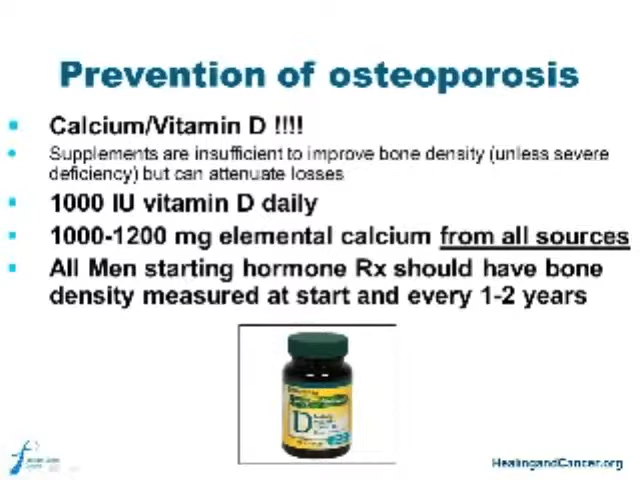 Prevention of osteoporosis
Calcium/Vitamin D !!!!
Supplements are insufficient to improve bone density (unless severe
deficiency) but can attenuate losses
1000 IU vitamin D daily
1000-1200 mg elemental calcium from all sources
All Men starting hormone Rx should have bone
density measured at start and every 1-2 years
D
HealingandCancer.org